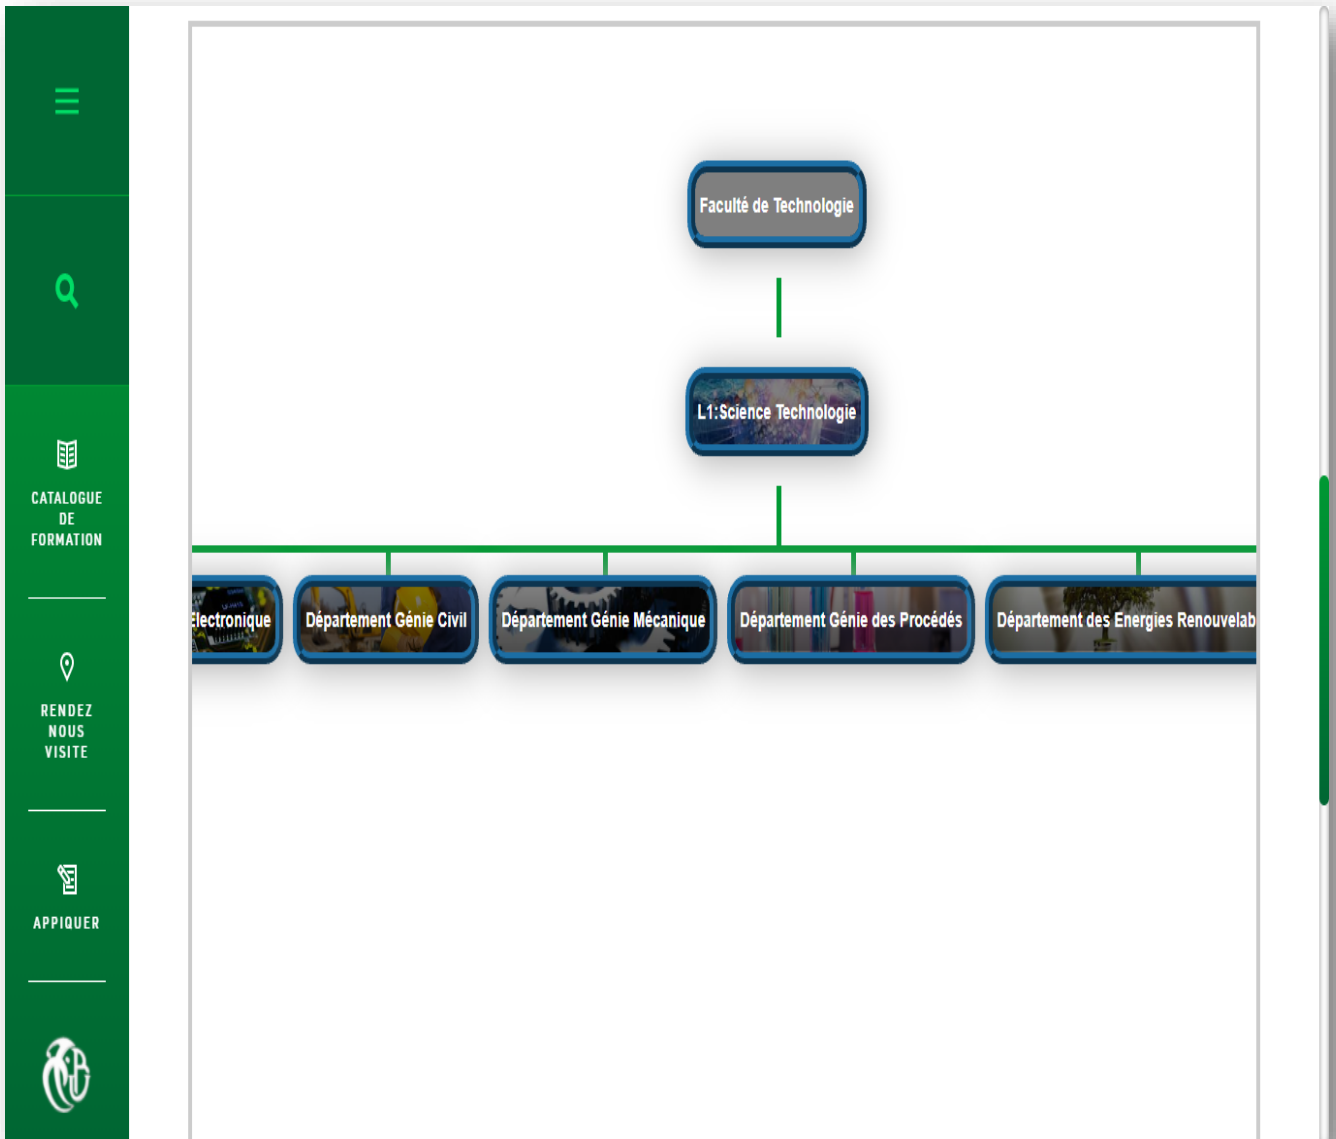 Faculté de Technologie
L1:Science Technologie
Electronique
Département Génie Civil
Département Génie Mécanique
Département Génie des Procédés
Département des Energies Renouvelab
CATALOGUE
DE
FORMATION
RENDEZ
NOUS
VISITE
APPIQUER